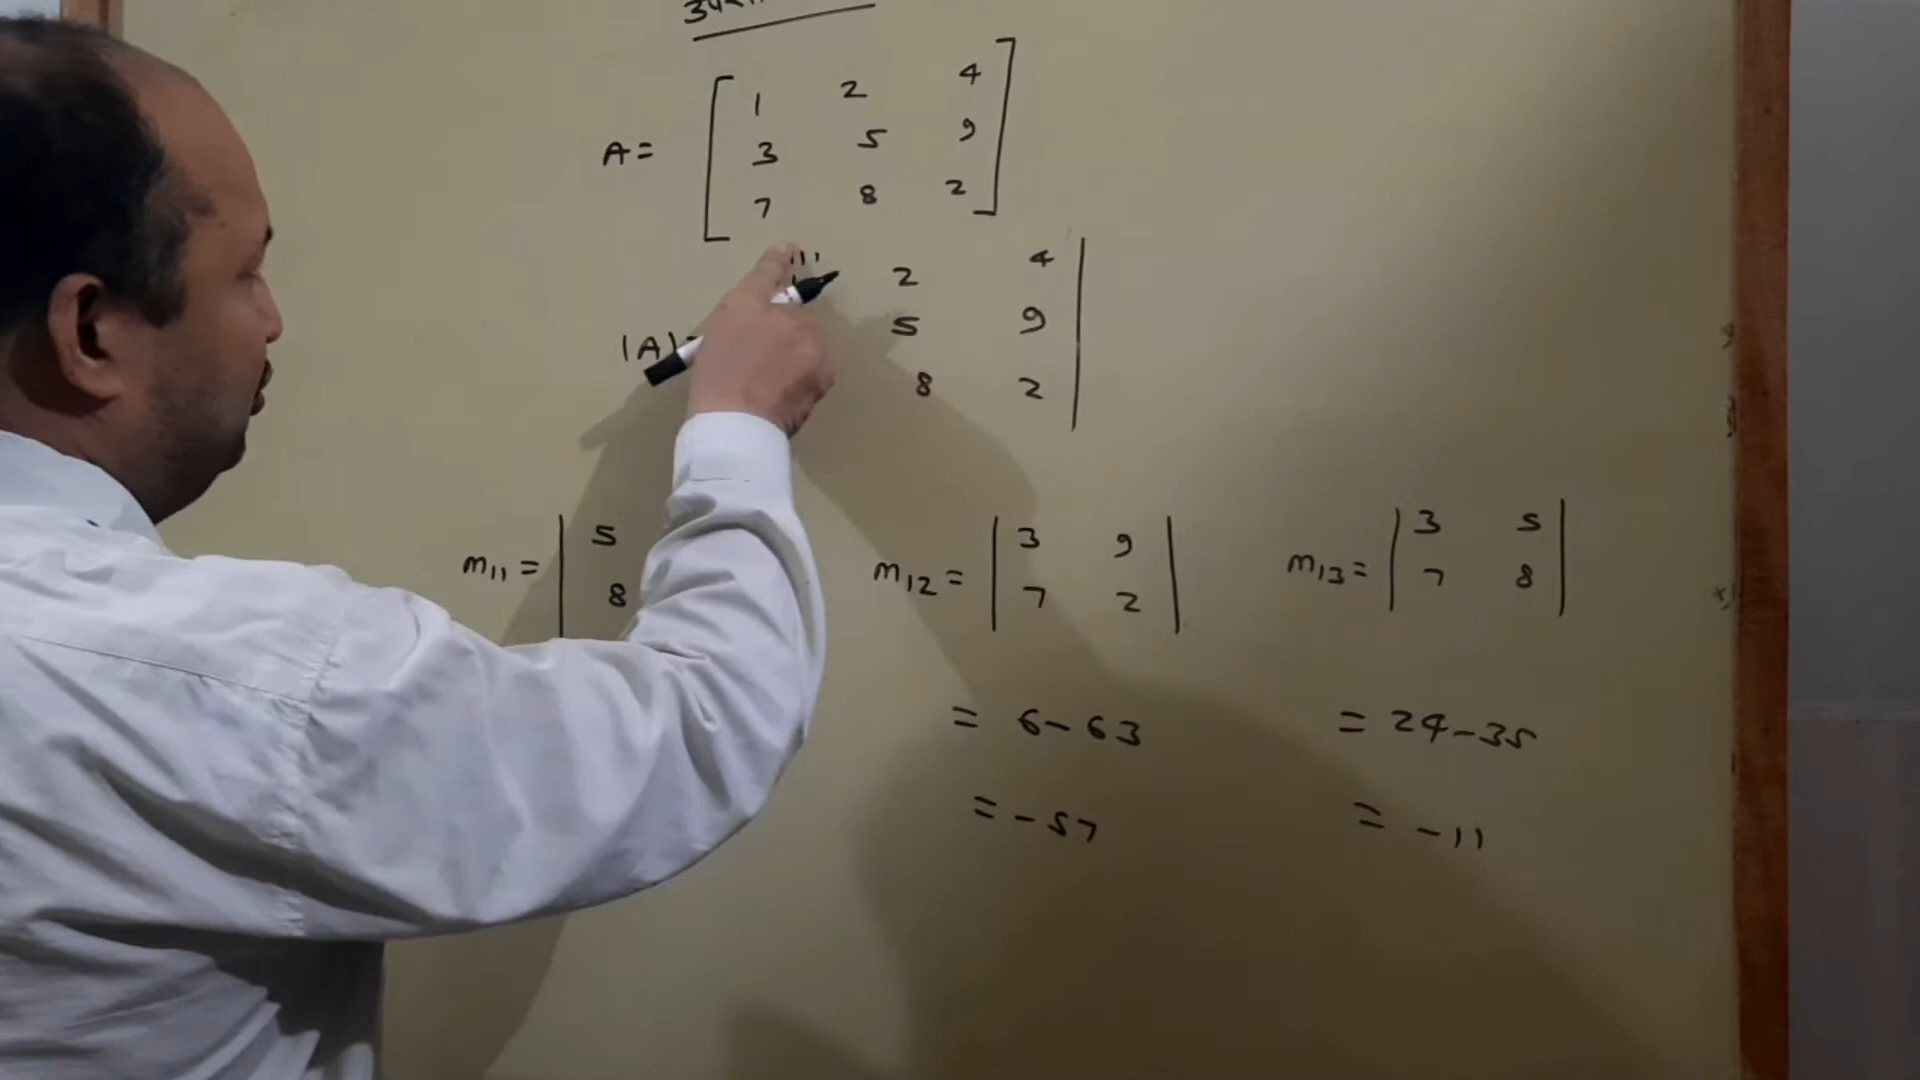 A = [ 1 2 4
3 5 9
7 8 2 ]
|A| 2 4
5 9
8 2 |
m11 = | 5
8
m12 = | 3 9 |
| 7 2 |
= 6 - 63
= - 57
m13 = | 3 5 |
| 7 8 |
= 24 - 35
= - 11